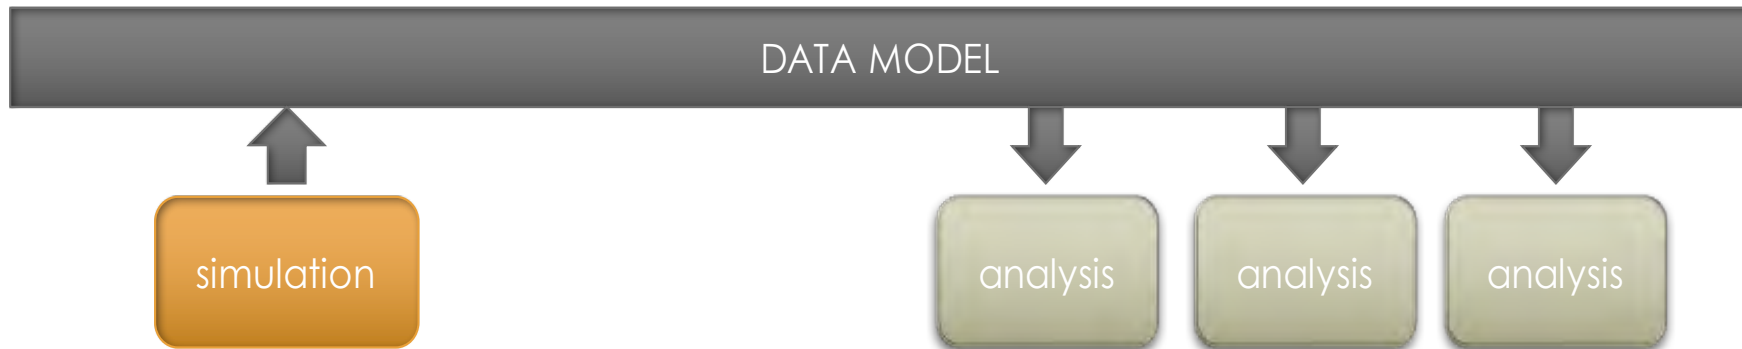 DATA MODEL
simulation
analysis
analysis
analysis